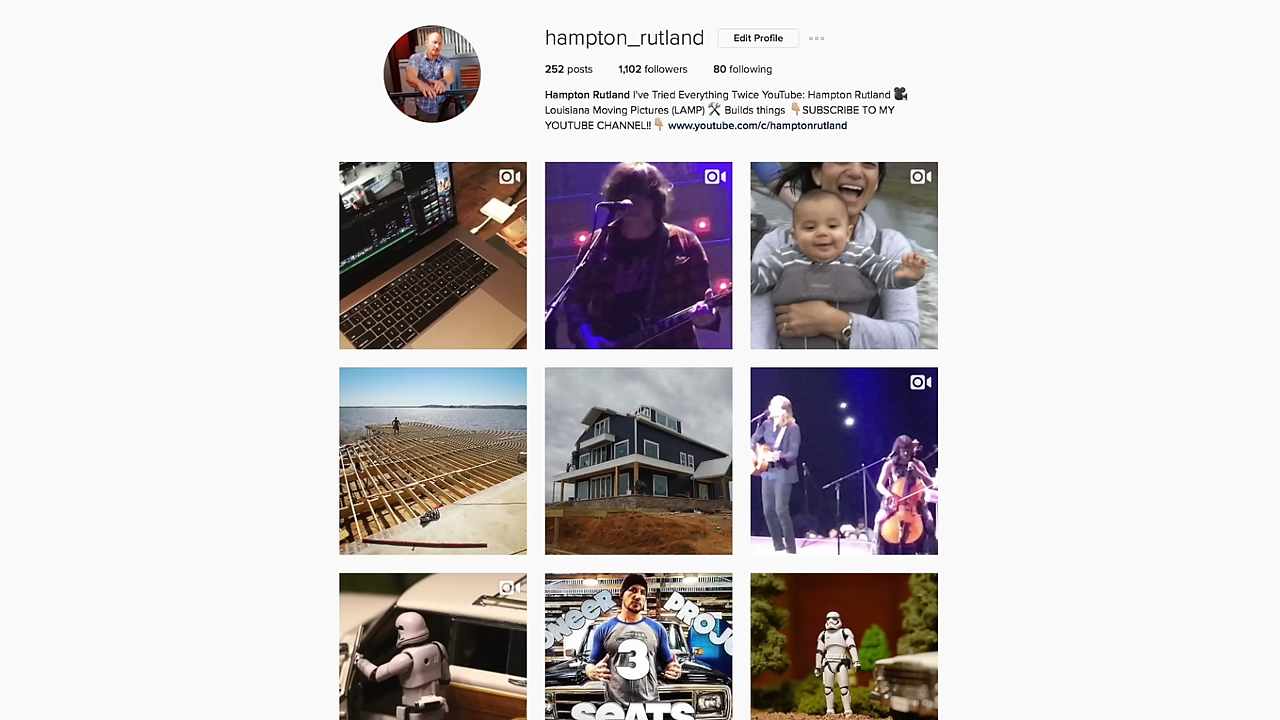 hampton_rutland Edit Profile
252 posts 1,102 followers 80 following
Hampton Rutland I've Tried Everything Twice YouTube: Hampton Rutland 🎥
Louisiana Moving Pictures (LAMP) 🛠 Builds things 👇🏼SUBSCRIBE TO MY
YOUTUBE CHANNEL!!👇🏼 www.youtube.com/c/hamptonrutland
3
SEATS